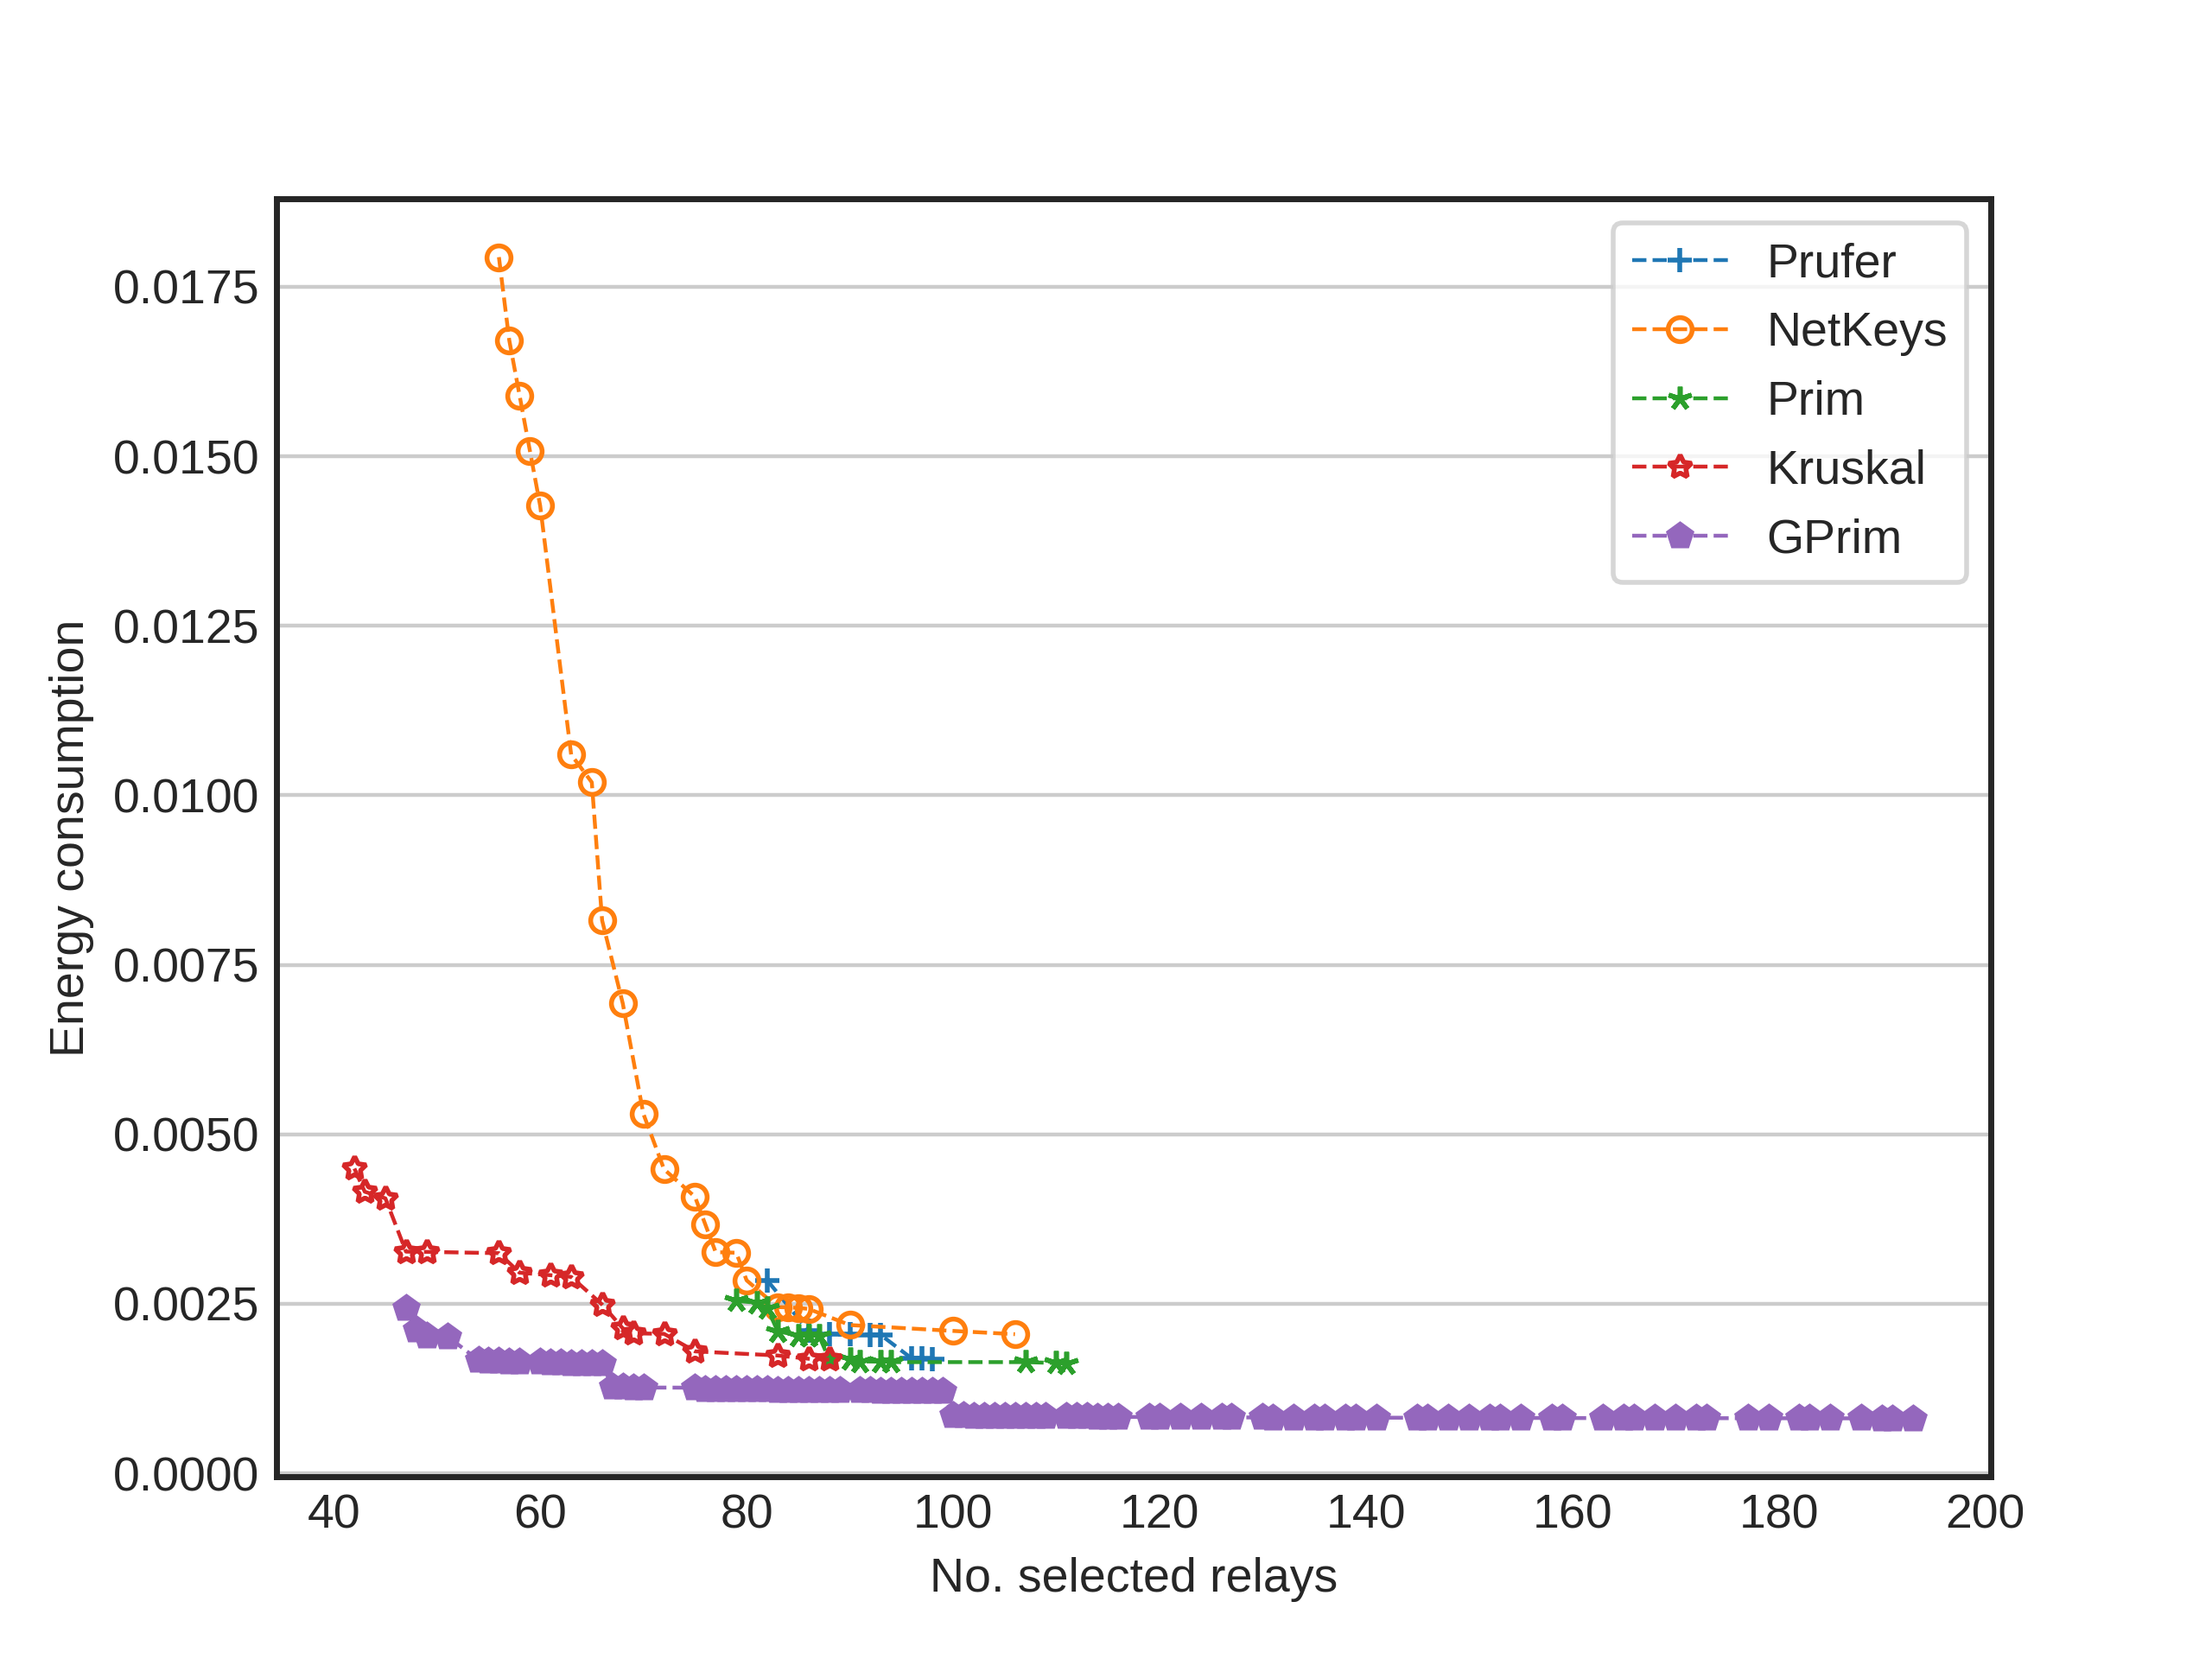 Prufer
NetKeys
Prim
Kruskal
GPrim
0.0175
0.0150
0.0125
0.0100
0.0075
0.0050
0.0025
0.0000
Energy consumption
40 60 80 100 120 140 160 180 200
No. selected relays